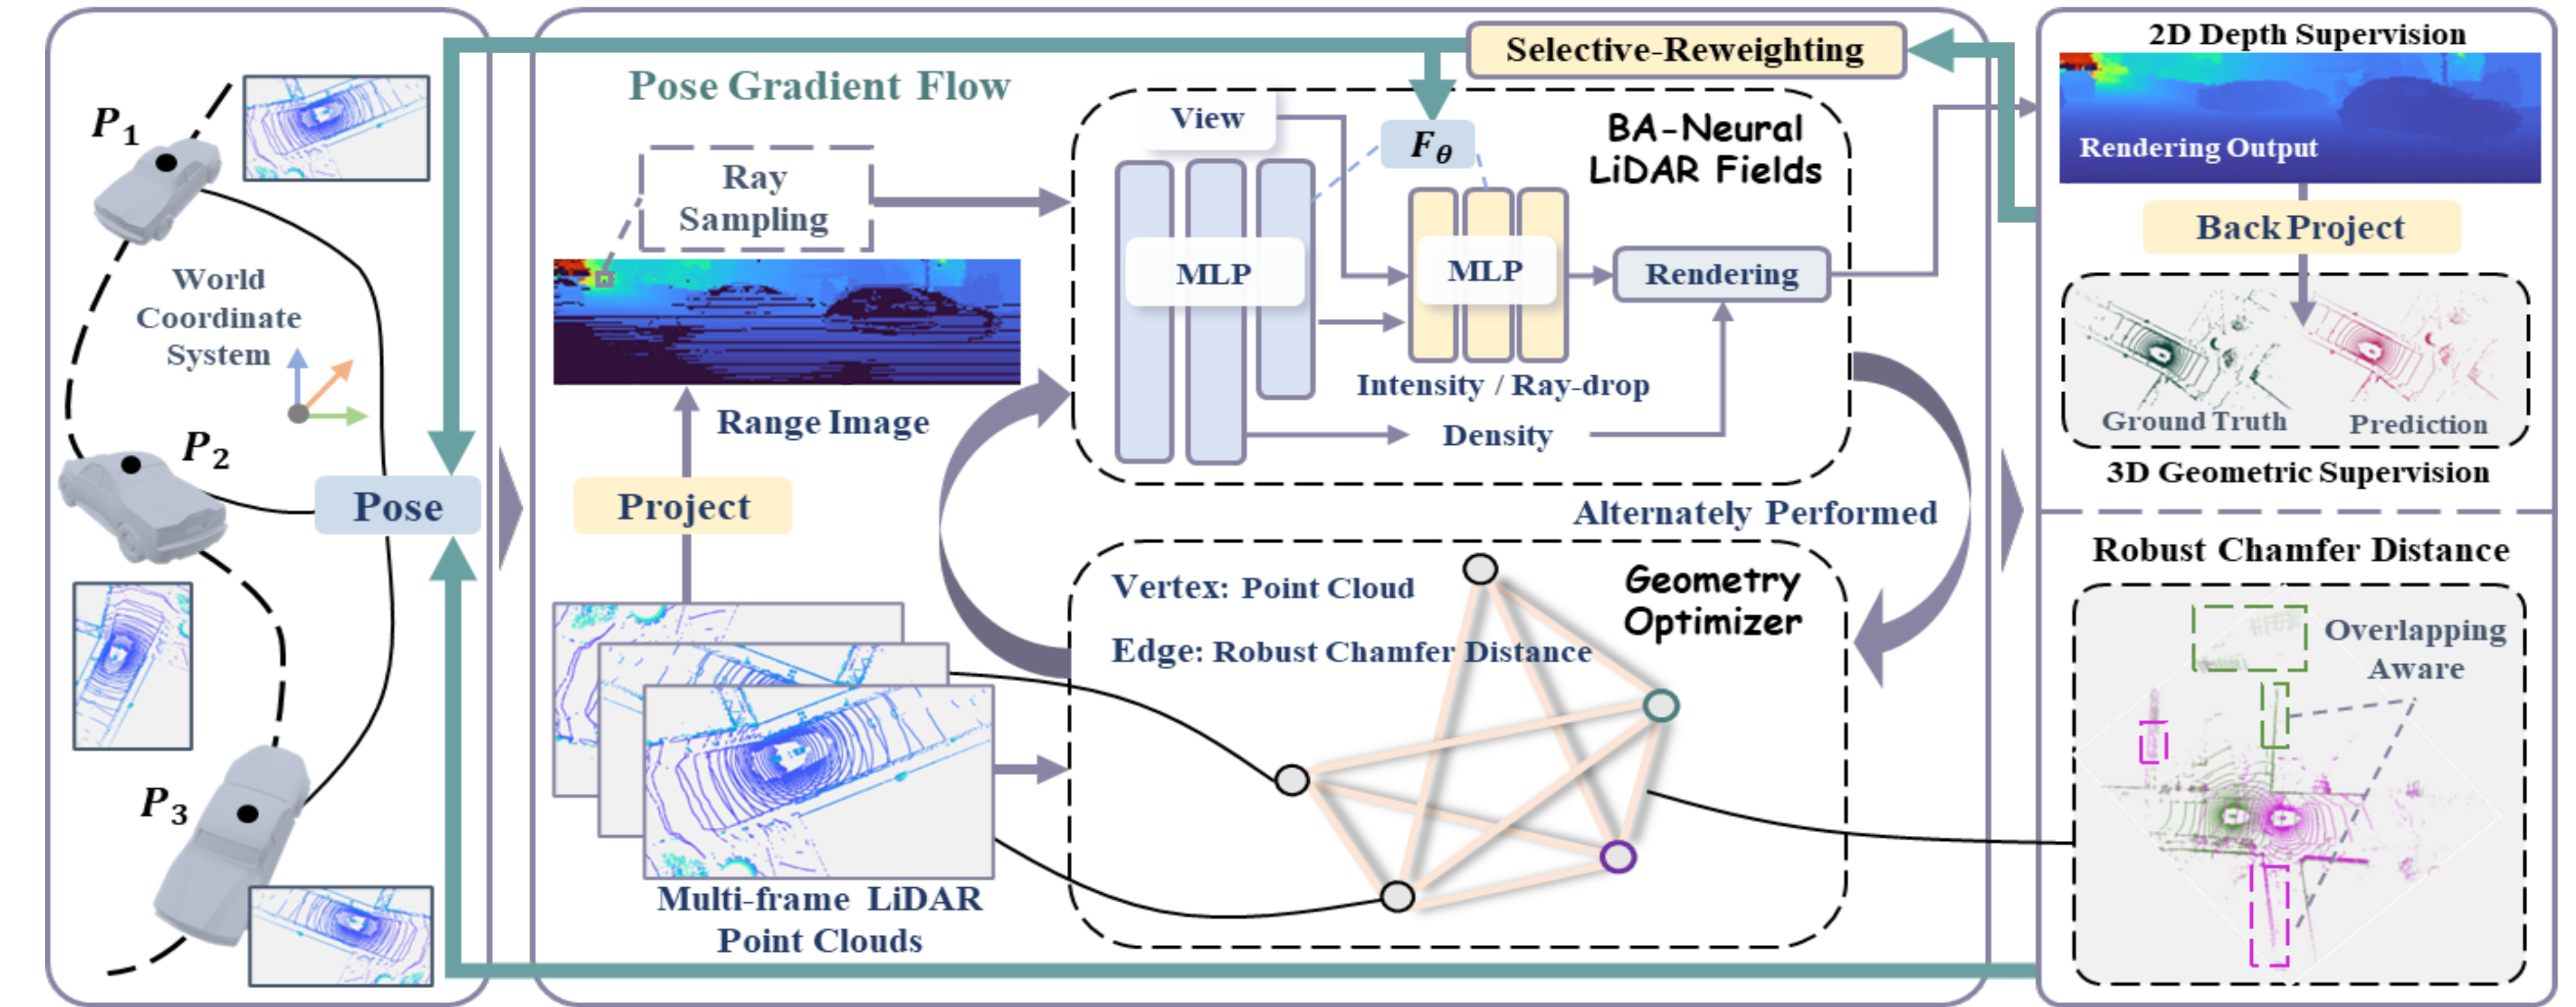 P1
World
Coordinate
System
P2
Pose
P3
Pose Gradient Flow
Selective-Reweighting
Ray
Sampling
Range Image
Project
Multi-frame LiDAR
Point Clouds
View
Fθ
BA-Neural
LiDAR Fields
MLP
MLP
Rendering
Intensity / Ray-drop
Density
Alternately Performed
Vertex: Point Cloud
Edge: Robust Chamfer Distance
Geometry
Optimizer
2D Depth Supervision
Rendering Output
Back Project
Ground Truth
Prediction
3D Geometric Supervision
Robust Chamfer Distance
Overlapping
Aware